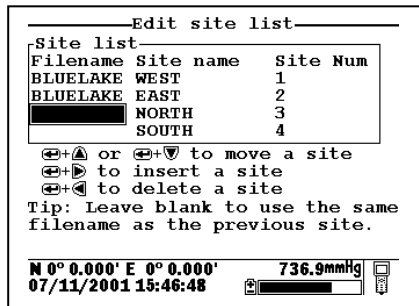 Edit site list
Site list
Filename Site name Site Num
BLUELAKE WEST 1
BLUELAKE EAST 2
NORTH 3
SOUTH 4
+ or + to move a site
+ to insert a site
+ to delete a site
Tip: Leave blank to use the same
filename as the previous site.
N 0° 0.000' E 0° 0.000' 736.9mmHg
07/11/2001 15:46:48